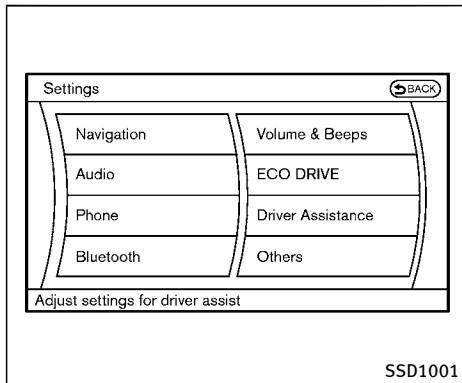 Settings
BACK
Navigation
Volume & Beeps
Audio
ECO DRIVE
Phone
Driver Assistance
Bluetooth
Others
Adjust settings for driver assist
SSD1001